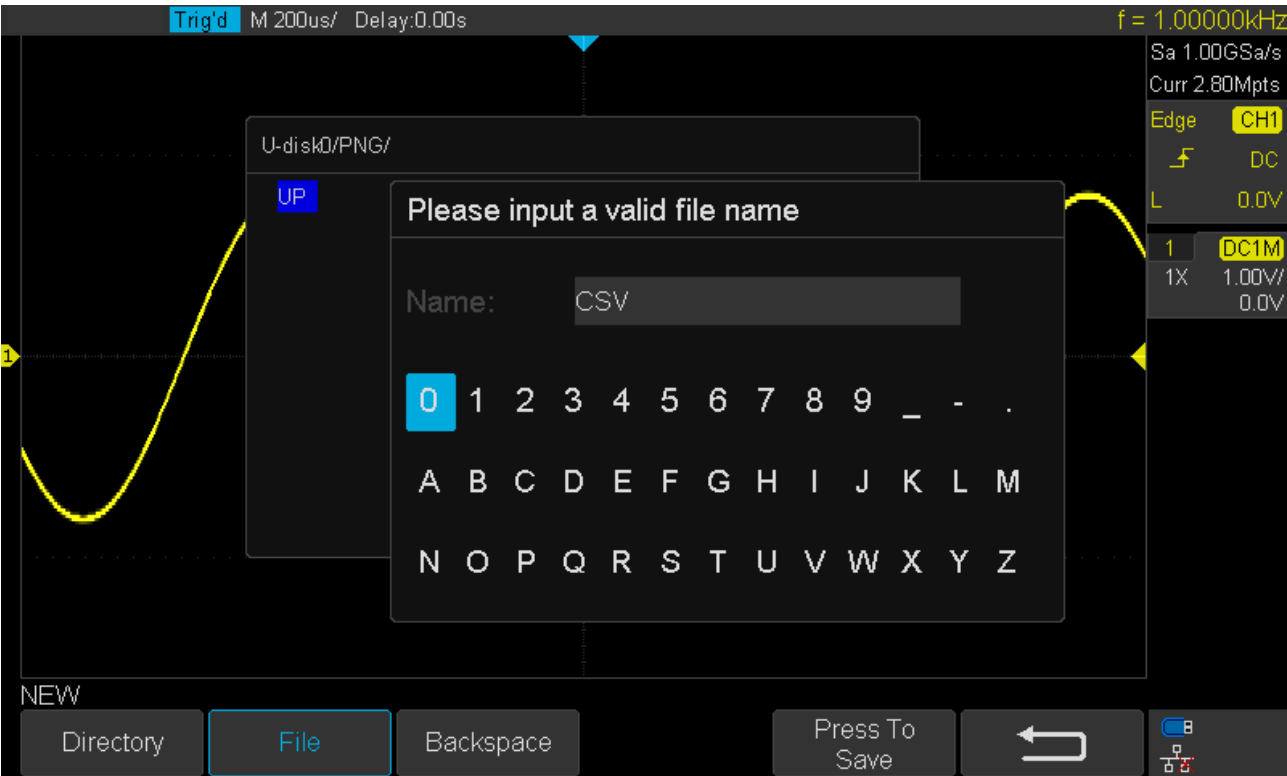 Trig'd M 200us/ Delay:0.00s f = 1.00000kHz
Sa 1.00GSa/s
Curr 2.80Mpts
Edge CH1
DC
L 0.0V
1 DC1M
1X 1.00V/
0.0V
U-disk0/PNG/
UP
Please input a valid file name
Name: CSV
0 1 2 3 4 5 6 7 8 9 _ - .
A B C D E F G H I J K L M
N O P Q R S T U V W X Y Z
1
NEW
Directory File Backspace Press To
Save